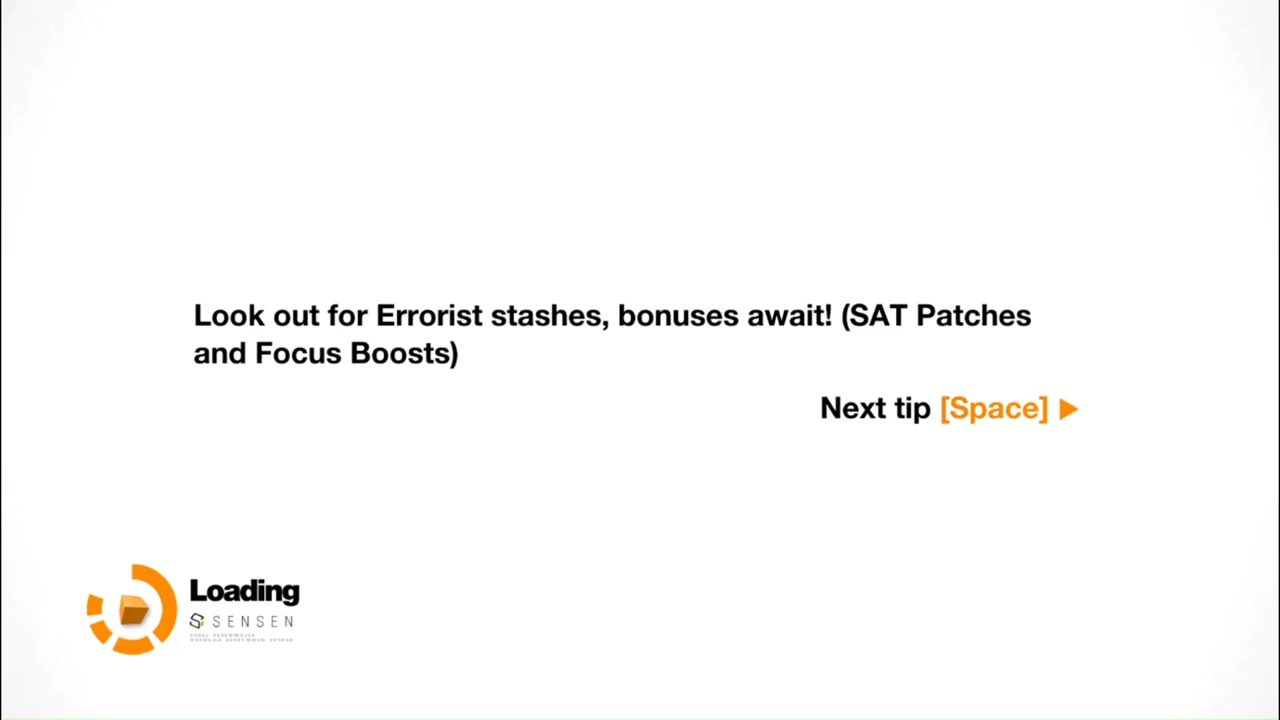 Look out for Errorist stashes, bonuses await! (SAT Patches
and Focus Boosts)
Next tip [Space]
Loading
SENSEN